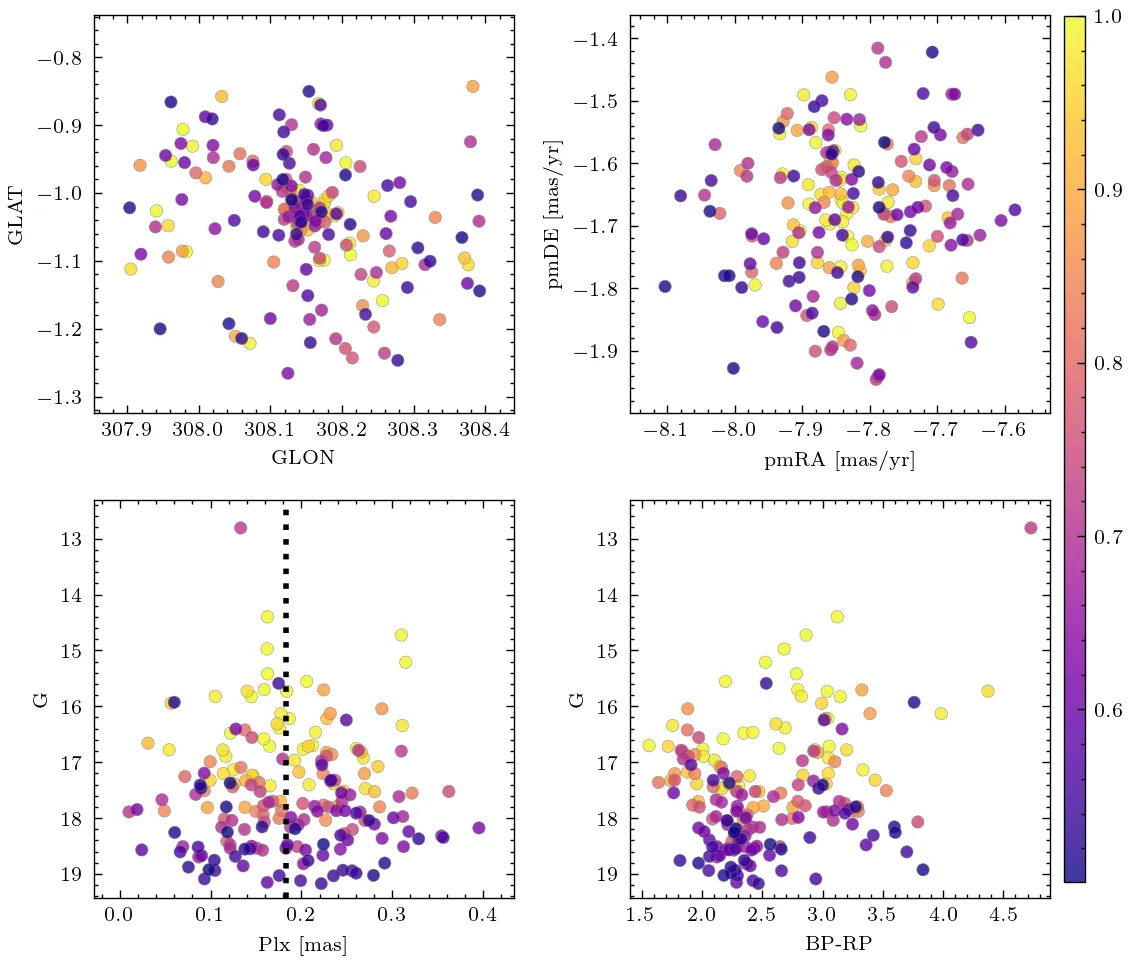 −0.8
−0.9
−1.0
−1.1
−1.2
−1.3
GLAT
307.9 308.0 308.1 308.2 308.3 308.4
GLON
−1.4
−1.5
−1.6
−1.7
−1.8
−1.9
pmDE [mas/yr]
−8.1 −8.0 −7.9 −7.8 −7.7 −7.6
pmRA [mas/yr]
1.0
0.9
0.8
0.7
0.6
13
14
15
16
17
18
19
G
0.0 0.1 0.2 0.3 0.4
Plx [mas]
13
14
15
16
17
18
19
G
1.5 2.0 2.5 3.0 3.5 4.0 4.5
BP-RP